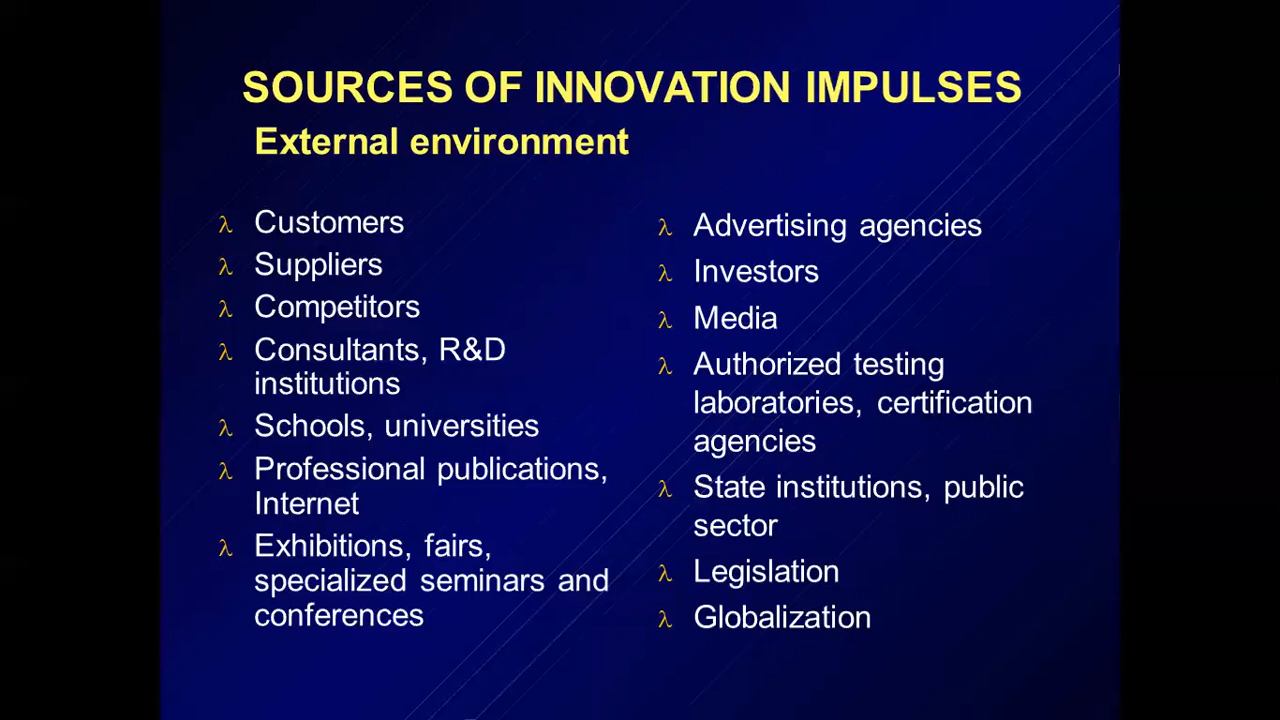 SOURCES OF INNOVATION IMPULSES
External environment
λ Customers
λ Suppliers
λ Competitors
λ Consultants, R&D
institutions
λ Schools, universities
λ Professional publications,
Internet
λ Exhibitions, fairs,
specialized seminars and
conferences
λ Advertising agencies
λ Investors
λ Media
λ Authorized testing
laboratories, certification
agencies
λ State institutions, public
sector
λ Legislation
λ Globalization